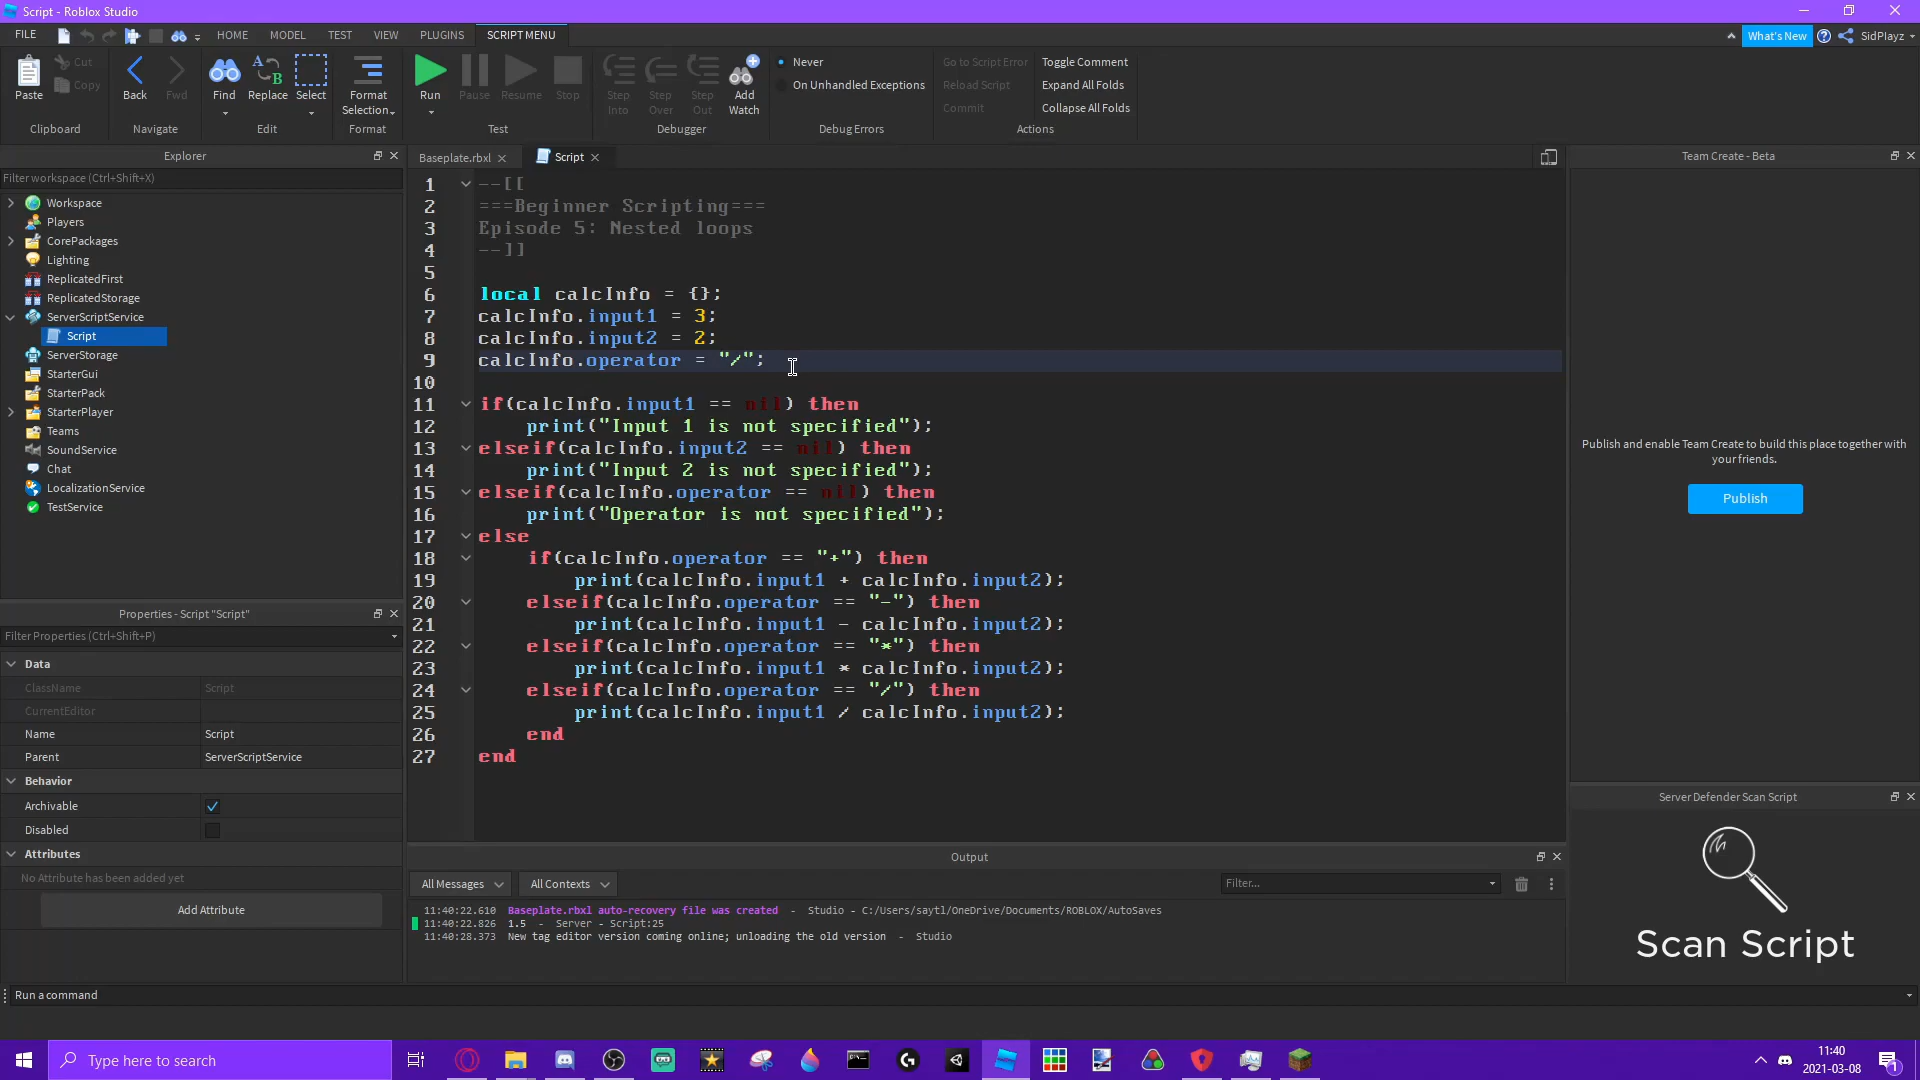 Script - Roblox Studio
FILE
HOME
MODEL
TEST
VIEW
PLUGINS
SCRIPT MENU
What's New
SidPlayz
Paste
Cut
Copy
Clipboard
Back
Fwd
Navigate
Find
Replace
Select
Edit
Format
Selection
Format
Run
Pause
Resume
Stop
Test
Step
Into
Step
Over
Step
Out
Add
Watch
Debugger
Never
On Unhandled Exceptions
Debug Errors
Go to Script Error
Reload Script
Commit
Toggle Comment
Expand All Folds
Collapse All Folds
Actions
Explorer
Filter workspace (Ctrl+Shift+X)
Workspace
Players
CorePackages
Lighting
ReplicatedFirst
ReplicatedStorage
ServerScriptService
Script
ServerStorage
StarterGui
StarterPack
StarterPlayer
Teams
SoundService
Chat
LocalizationService
TestService
Properties - Script "Script"
Filter Properties (Ctrl+Shift+P)
Data
ClassName Script
CurrentEditor
Name Script
Parent ServerScriptService
Behavior
Archivable
Disabled
Attributes
No Attribute has been added yet
Add Attribute
Baseplate.rbxl
Script
1 --[[
2 ===Beginner Scripting===
3 Episode 5: Nested loops
4 --]]
5
6 local calcInfo = {};
7 calcInfo.input1 = 3;
8 calcInfo.input2 = 2;
9 calcInfo.operator = "/";
10
11 if(calcInfo.input1 == nil) then
12 print("Input 1 is not specified");
13 elseif(calcInfo.input2 == nil) then
14 print("Input 2 is not specified");
15 elseif(calcInfo.operator == nil) then
16 print("Operator is not specified");
17 else
18 if(calcInfo.operator == "+") then
19 print(calcInfo.input1 + calcInfo.input2);
20 elseif(calcInfo.operator == "-") then
21 print(calcInfo.input1 - calcInfo.input2);
22 elseif(calcInfo.operator == "*") then
23 print(calcInfo.input1 * calcInfo.input2);
24 elseif(calcInfo.operator == "/") then
25 print(calcInfo.input1 / calcInfo.input2);
26 end
27 end
Output
All Messages
All Contexts
Filter...
11:40:22.610 Baseplate.rbxl auto-recovery file was created - Studio - C:/Users/saytl/OneDrive/Documents/ROBLOX/AutoSaves
11:40:22.826 1.5 - Server - Script:25
11:40:28.373 New tag editor version coming online; unloading the old version - Studio
Team Create - Beta
Publish and enable Team Create to build this place together with
your friends.
Publish
Server Defender Scan Script
Scan Script
Run a command
Type here to search
11:40
2021-03-08
1